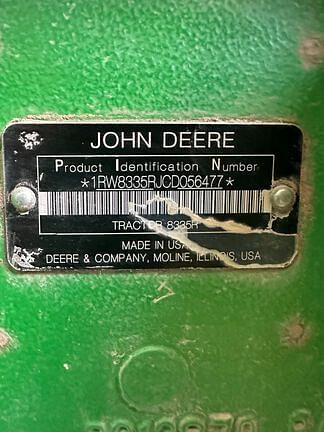 JOHN DEERE
Product Identification Number
*1RW8335RJCD056477*
TRACTOR 8335R
MADE IN USA
DEERE & COMPANY, MOLINE, ILLINOIS, USA